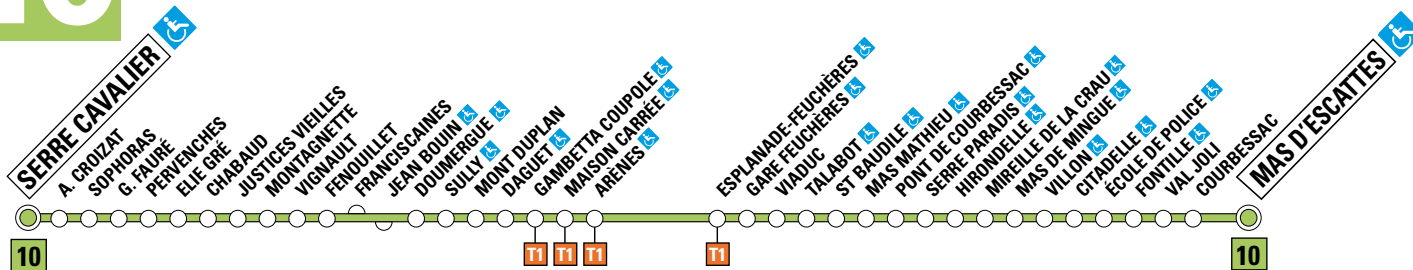 10
SERRE CAVALIER
A. CROIZAT
SOPHORAS
G. FAURÉ
PERVENCHES
ELIE GRÉ
CHABAUD
JUSTICES VIEILLES
MONTAGNETTE
VIGNAULT
FENOUILLET
FRANCISCAINES
JEAN BOUIN
DOUMERGUE
SULLY
MONT DUPLAN
DAGUET
GAMBETTA COUPOLE
MAISON CARRÉE
ARÈNES
ESPLANADE-FEUCHÈRES
GARE FEUCHÈRES
VIADUC
TALABOT
ST BAUDILE
MAS MATHIEU
PONT DE COURBESSAC
SERRE PARADIS
HIRONDELLE
MIREILLE DE LA CRAU
MAS DE MINGUE
VILLON
CITADELLE
ÉCOLE DE POLICE
FONTILLE
VAL JOLI
COURBESSAC
MAS D'ESCATTES
10
T1
T1
T1
T1
10